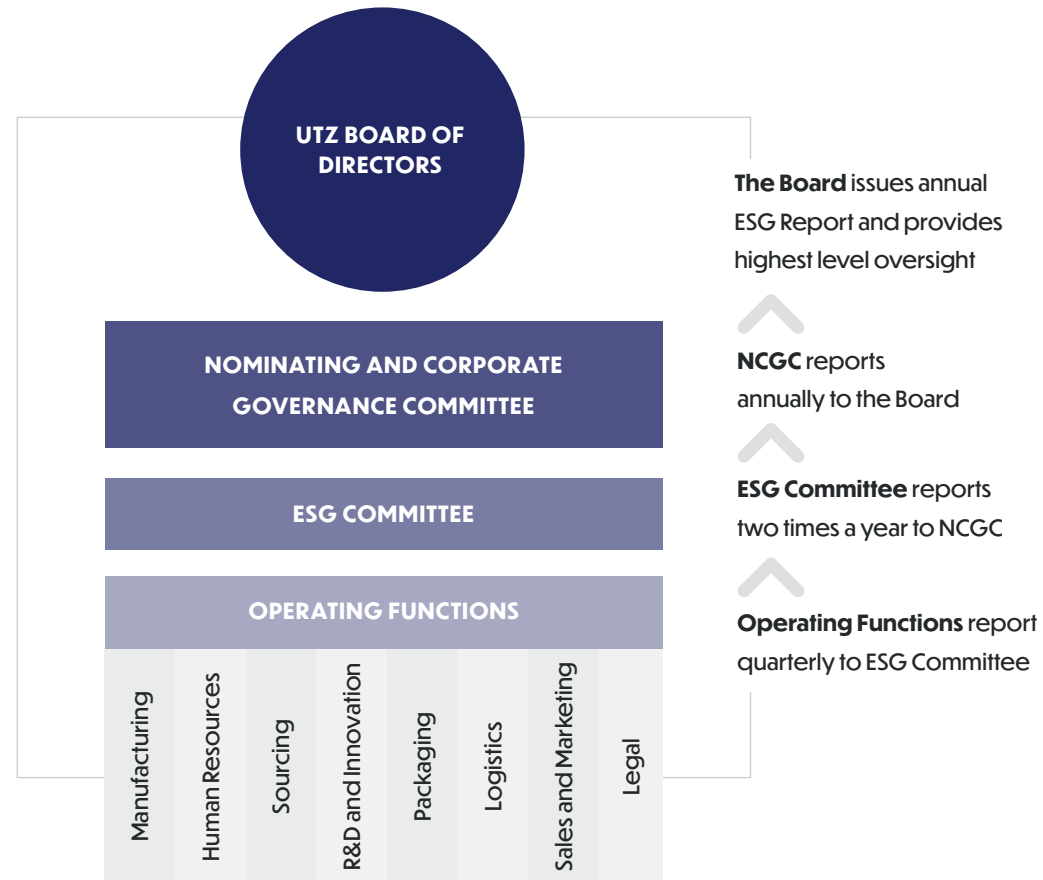 UTZ BOARD OF
DIRECTORS
The Board issues annual
ESG Report and provides
highest level oversight
NOMINATING AND CORPORATE
GOVERNANCE COMMITTEE
NCGC reports
annually to the Board
ESG COMMITTEE
ESG Committee reports
two times a year to NCGC
OPERATING FUNCTIONS
Operating Functions report
quarterly to ESG Committee
Manufacturing
Human Resources
Sourcing
R&D and Innovation
Packaging
Logistics
Sales and Marketing
Legal